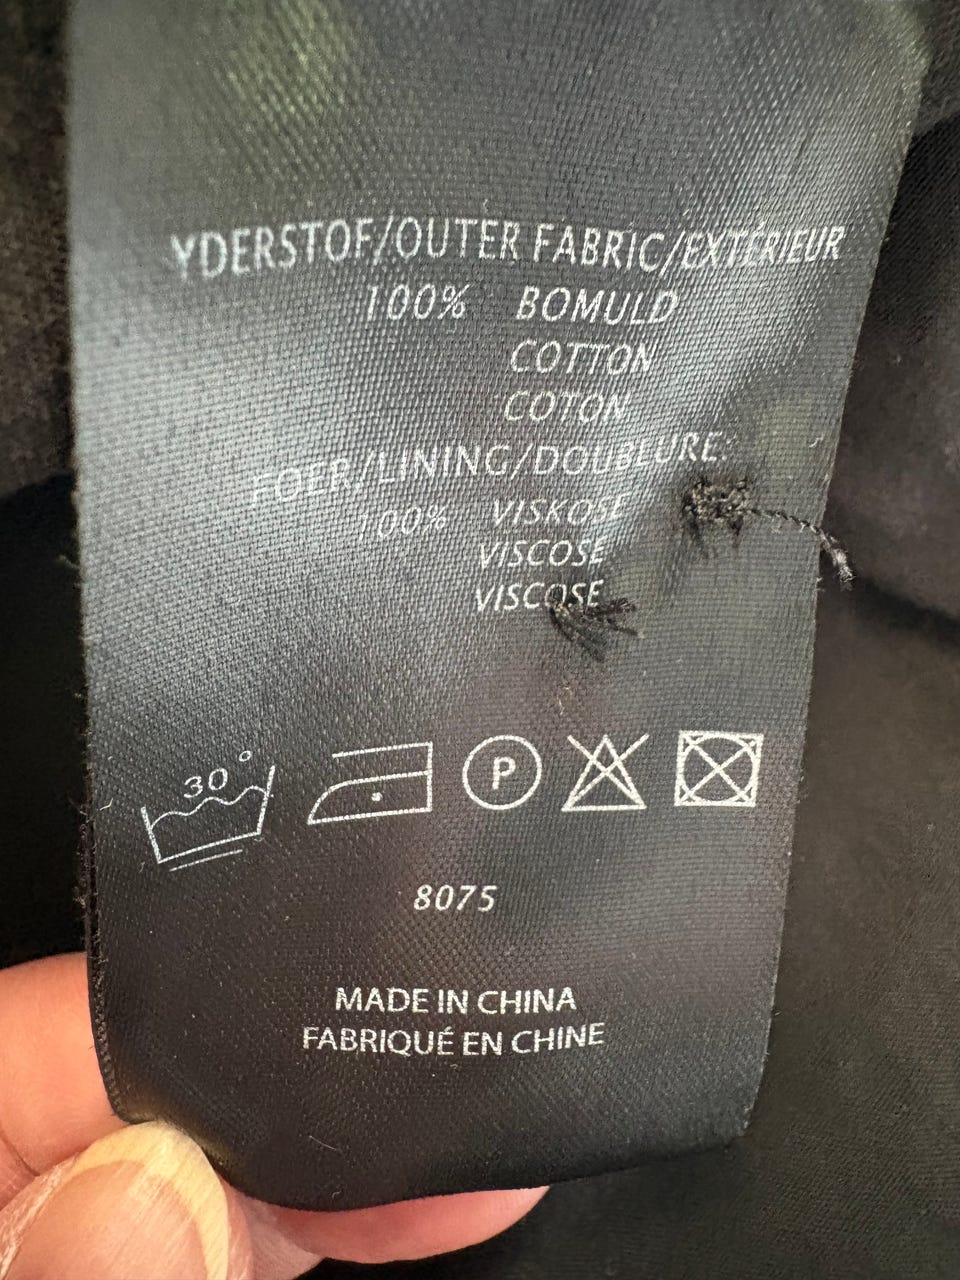 YDERSTOF/OUTER FABRIC/EXTÉRIEUR
100% BOMULD
COTTON
COTON
FOER/LINING/DOUBLURE:
100% VISKOSE
VISCOSE
VISCOSE
30°
P
8075
MADE IN CHINA
FABRIQUÉ EN CHINE